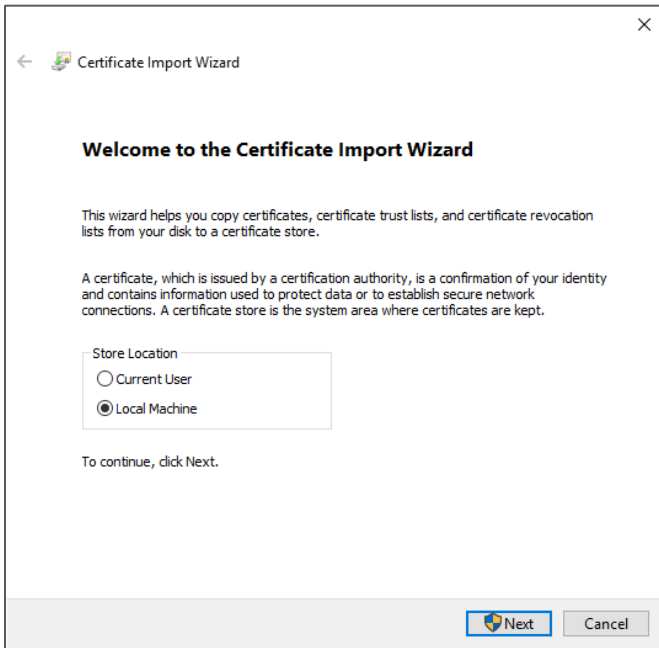 Certificate Import Wizard
Welcome to the Certificate Import Wizard
This wizard helps you copy certificates, certificate trust lists, and certificate revocation
lists from your disk to a certificate store.
A certificate, which is issued by a certification authority, is a confirmation of your identity
and contains information used to protect data or to establish secure network
connections. A certificate store is the system area where certificates are kept.
Store Location
Current User
Local Machine
To continue, click Next.
Next
Cancel